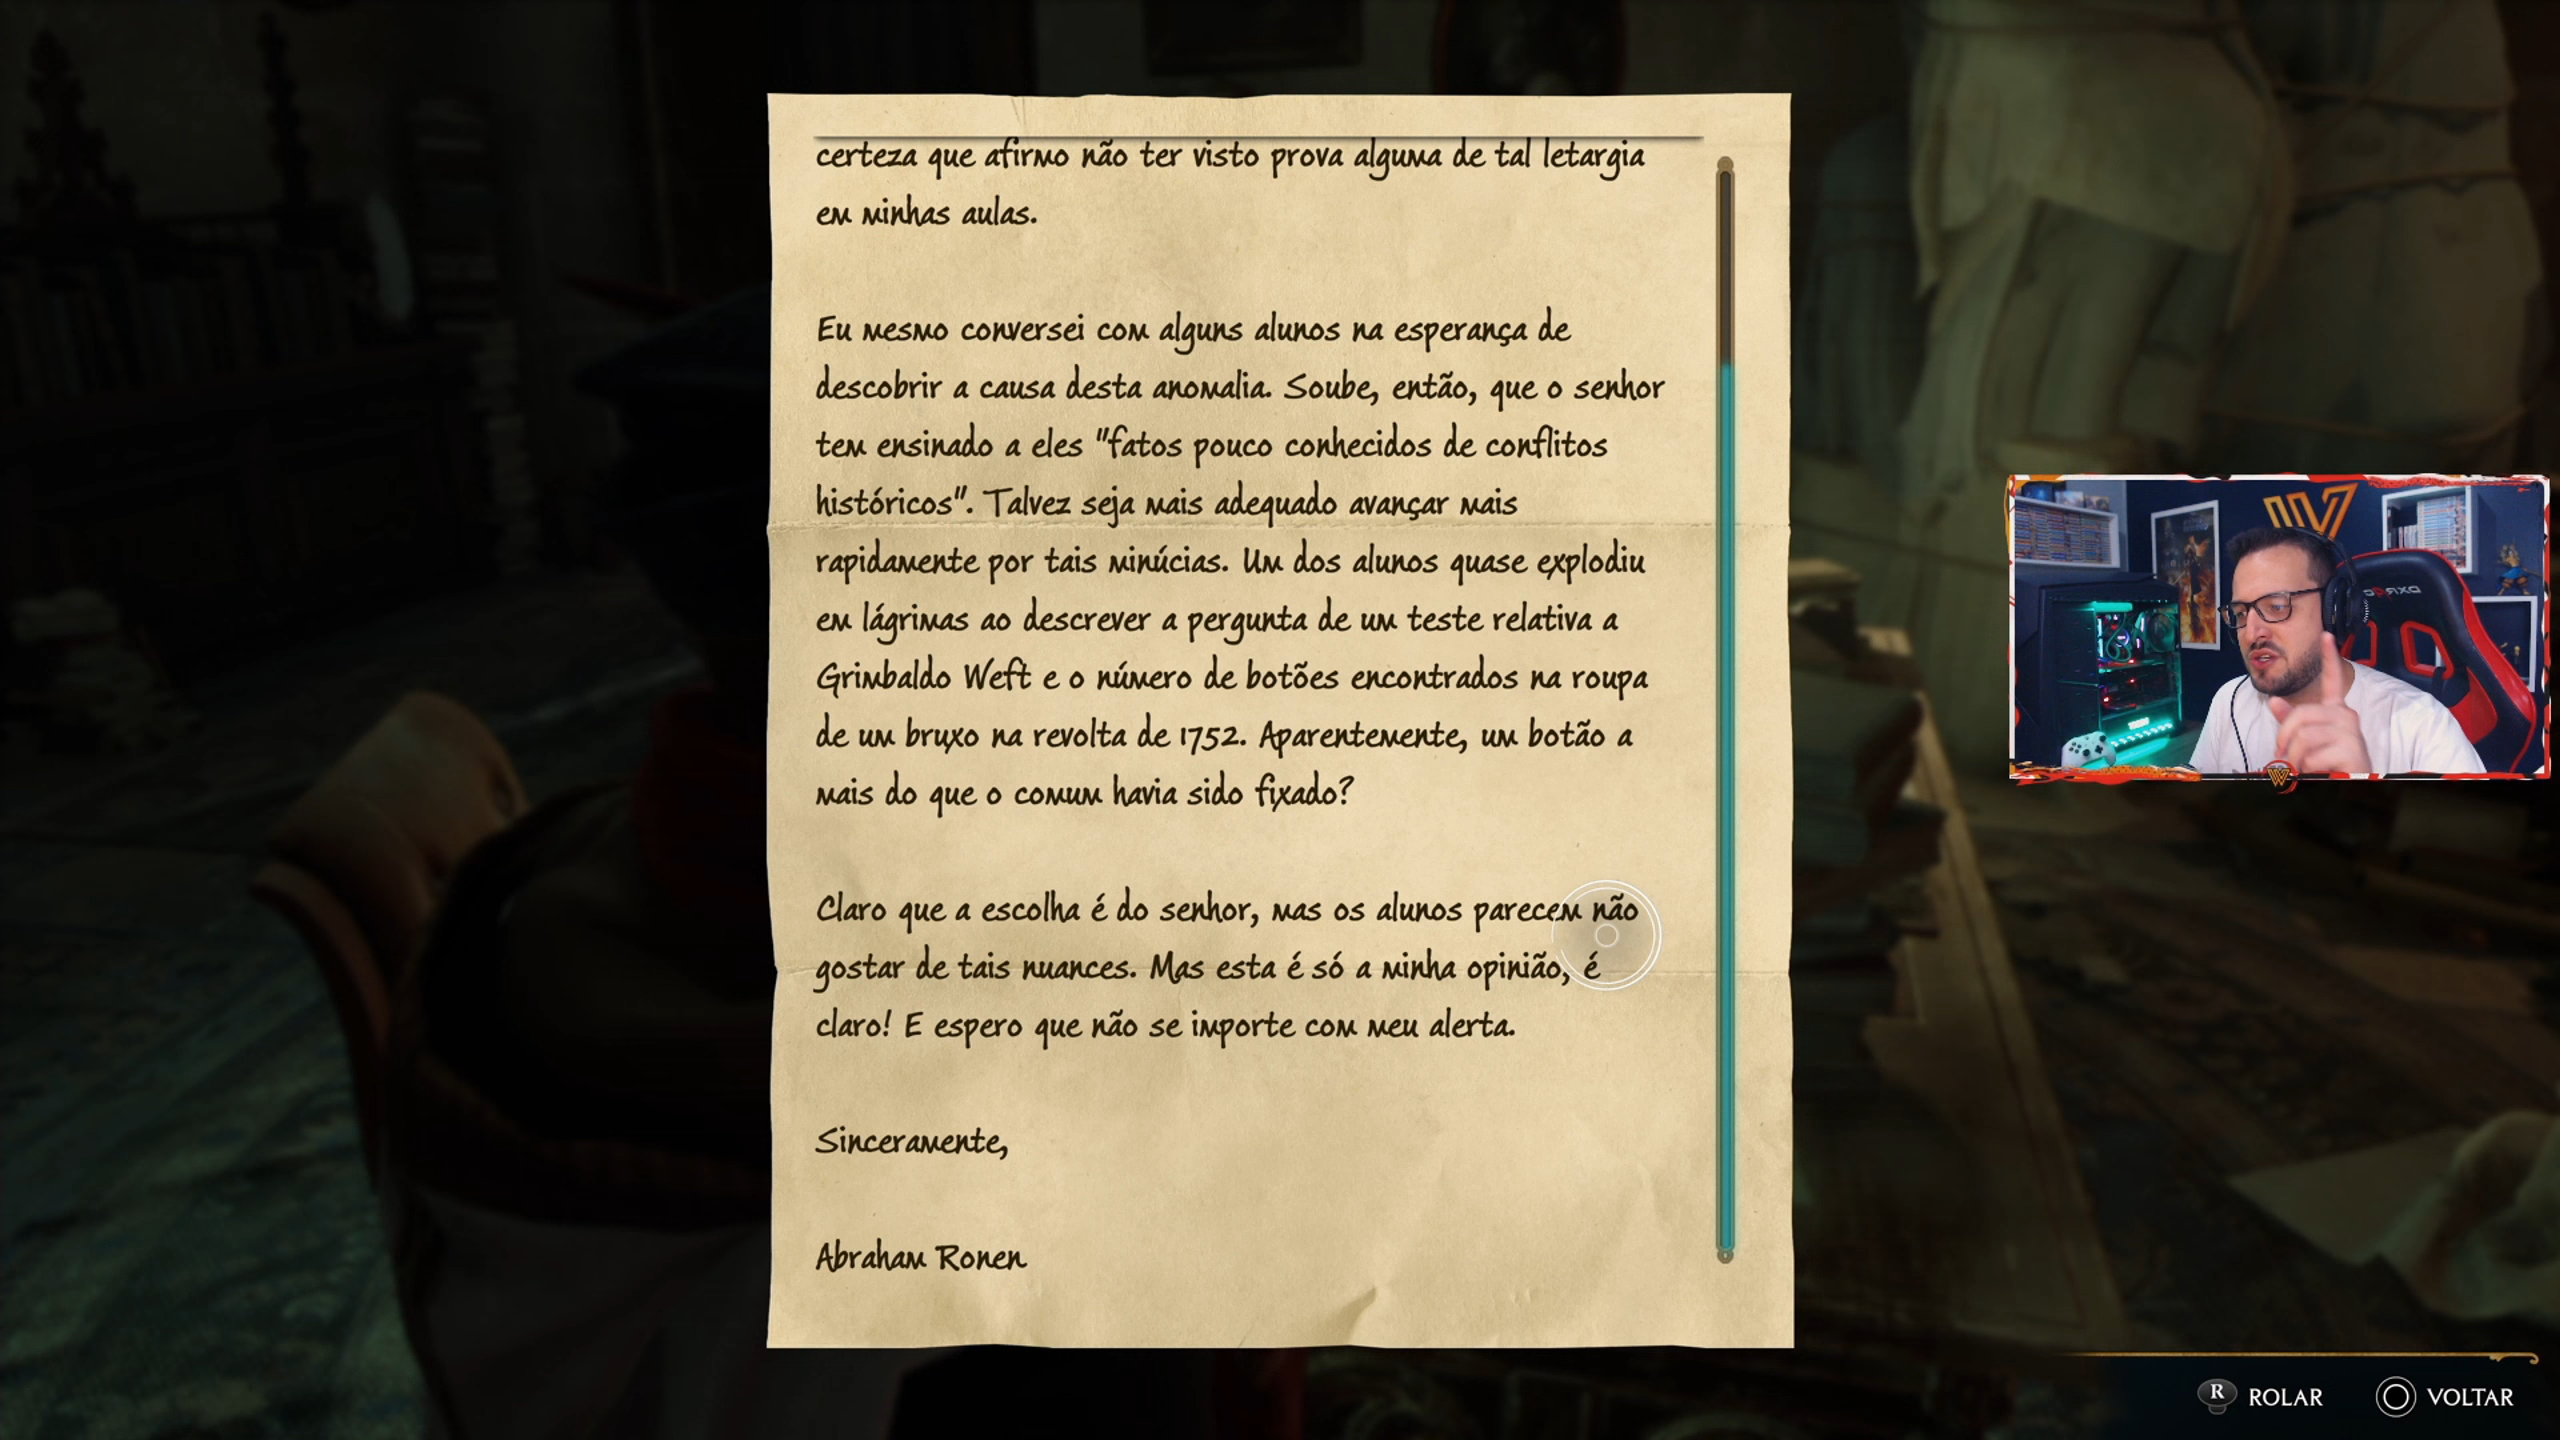 certeza que afirmo não ter visto prova alguma de tal letargia
em minhas aulas.
Eu mesmo conversei com alguns alunos na esperança de
descobrir a causa desta anomalia. Soube, então, que o senhor
tem ensinado a eles "fatos pouco conhecidos de conflitos
históricos". Talvez seja mais adequado avançar mais
rapidamente por tais minúcias. Um dos alunos quase explodiu
em lágrimas ao descrever a pergunta de um teste relativa a
Grimbaldo Weft e o número de botões encontrados na roupa
de um bruxo na revolta de 1752. Aparentemente, um botão a
mais do que o comum havia sido fixado?
Claro que a escolha é do senhor, mas os alunos parecem não
gostar de tais nuances. Mas esta é só a minha opinião, é
claro! E espero que não se importe com meu alerta.
Sinceramente,
Abraham Ronen
DXRACER
R ROLAR
VOLTAR